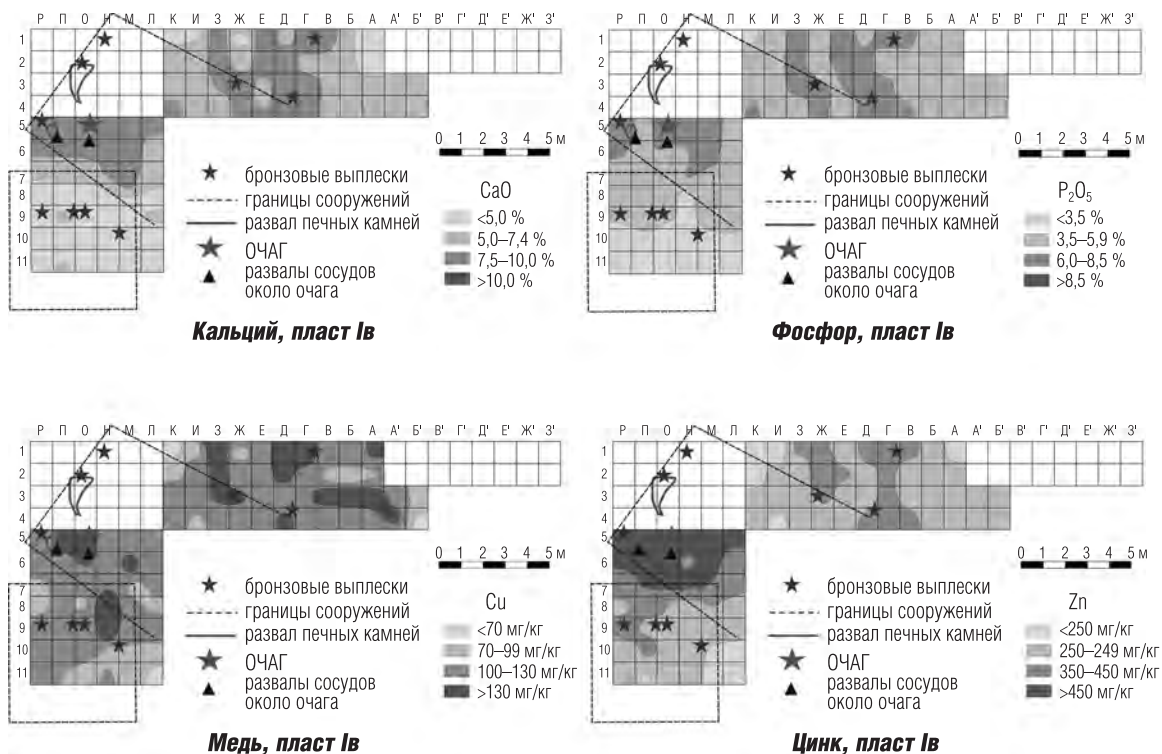 Р П О Н М Л К И З Ж Е Д Г В Б А А' Б' В' Г' Д' Е' Ж' З'
1
2
3
4
5
6
7
8
9
10
11
0 1 2 3 4 5 м
бронзовые выплески
границы сооружений
развал печных камней
ОЧАГ
развалы сосудов
около очага
CaO
<5,0 %
5,0–7,4 %
7,5–10,0 %
>10,0 %
Кальций, пласт Iв
Р П О Н М Л К И З Ж Е Д Г В Б А А' Б' В' Г' Д' Е' Ж' З'
1
2
3
4
5
6
7
8
9
10
11
0 1 2 3 4 5 м
бронзовые выплески
границы сооружений
развал печных камней
ОЧАГ
развалы сосудов
около очага
P₂O₅
<3,5 %
3,5–5,9 %
6,0–8,5 %
>8,5 %
Фосфор, пласт Iв
Р П О Н М Л К И З Ж Е Д Г В Б А А' Б' В' Г' Д' Е' Ж' З'
1
2
3
4
5
6
7
8
9
10
11
0 1 2 3 4 5 м
бронзовые выплески
границы сооружений
развал печных камней
ОЧАГ
развалы сосудов
около очага
Cu
<70 мг/кг
70–99 мг/кг
100–130 мг/кг
>130 мг/кг
Медь, пласт Iв
Р П О Н М Л К И З Ж Е Д Г В Б А А' Б' В' Г' Д' Е' Ж' З'
1
2
3
4
5
6
7
8
9
10
11
0 1 2 3 4 5 м
бронзовые выплески
границы сооружений
развал печных камней
ОЧАГ
развалы сосудов
около очага
Zn
<250 мг/кг
250–249 мг/кг
350–450 мг/кг
>450 мг/кг
Цинк, пласт Iв